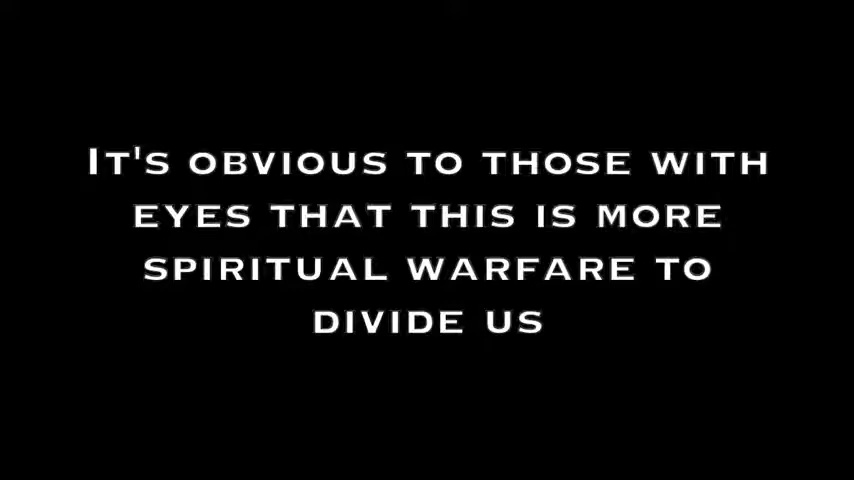 It's obvious to those with
eyes that this is more
spiritual warfare to
divide us